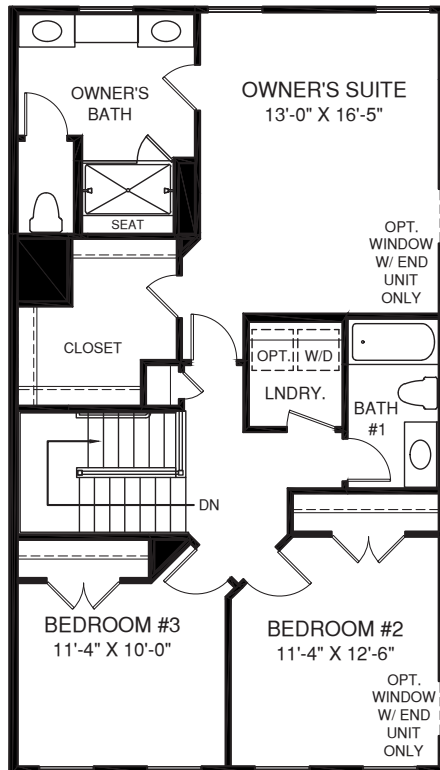 OWNER'S
BATH
OWNER'S SUITE
13'-0" X 16'-5"
SEAT
OPT.
WINDOW
W/ END
UNIT
ONLY
CLOSET
OPT. W/D
LNDRY.
BATH
#1
DN
BEDROOM #3
11'-4" X 10'-0"
BEDROOM #2
11'-4" X 12'-6"
OPT.
WINDOW
W/ END
UNIT
ONLY